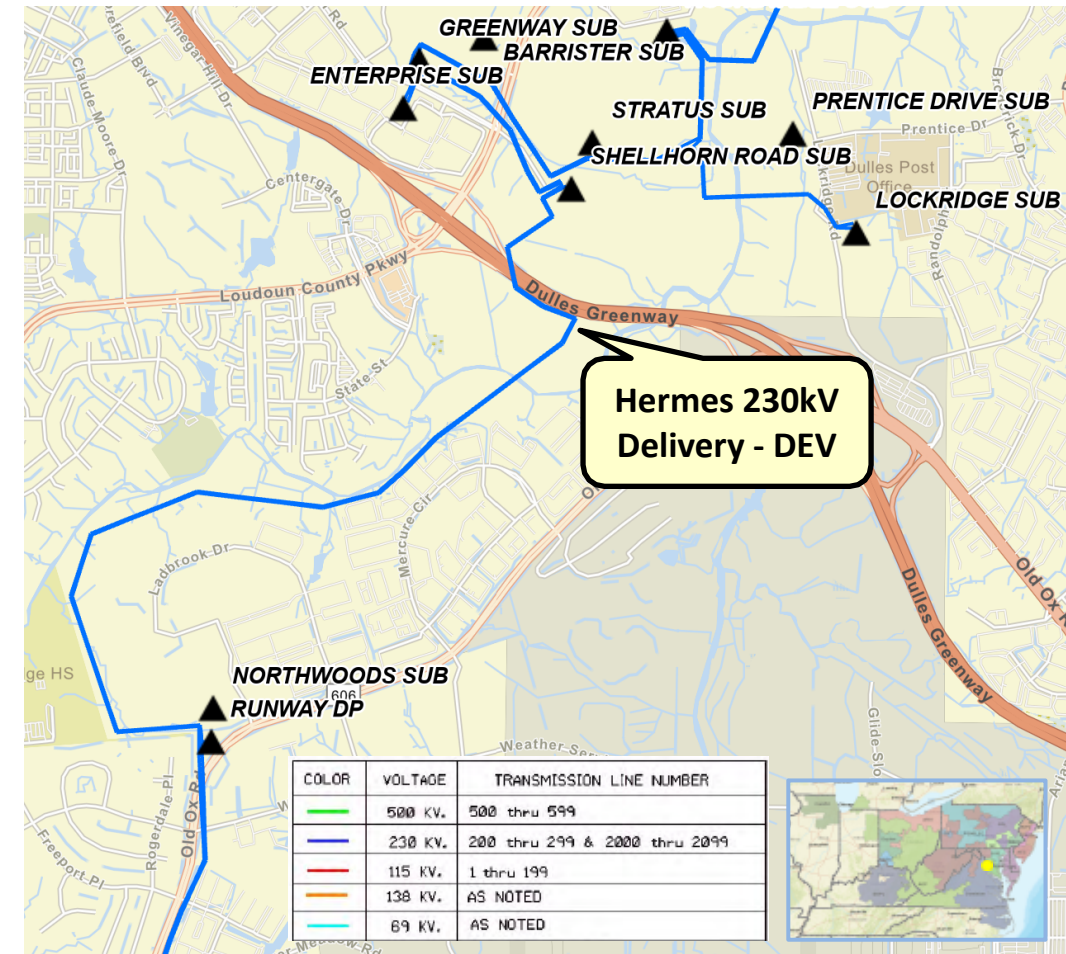 GREENWAY SUB
BARRISTER SUB
ENTERPRISE SUB
STRATUS SUB
PRENTICE DRIVE SUB
SHELLHORN ROAD SUB
LOCKRIDGE SUB
Vinegar Hill Dr
Claude-Moore-Dr
Prentice Dr
Dulles Post
Office
Centergate Dr
Loudoun County Pkwy
Dulles Greenway
State St
Hermes 230kV
Delivery - DEV
Mercure Cir
Ladbrook Dr
Old Ox R
Dulles Greenway
ge HS
NORTHWOODS SUB
606
RUNWAY DP
Old Ox Rd
Rogerdale-Pl
Freeport-Pl
Weather-Ser
Glide-Slo
COLOR VOLTAGE TRANSMISSION LINE NUMBER
500 KV. 500 thru 599
230 KV. 200 thru 299 & 2000 thru 2099
115 KV. 1 thru 199
138 KV. AS NOTED
69 KV. AS NOTED